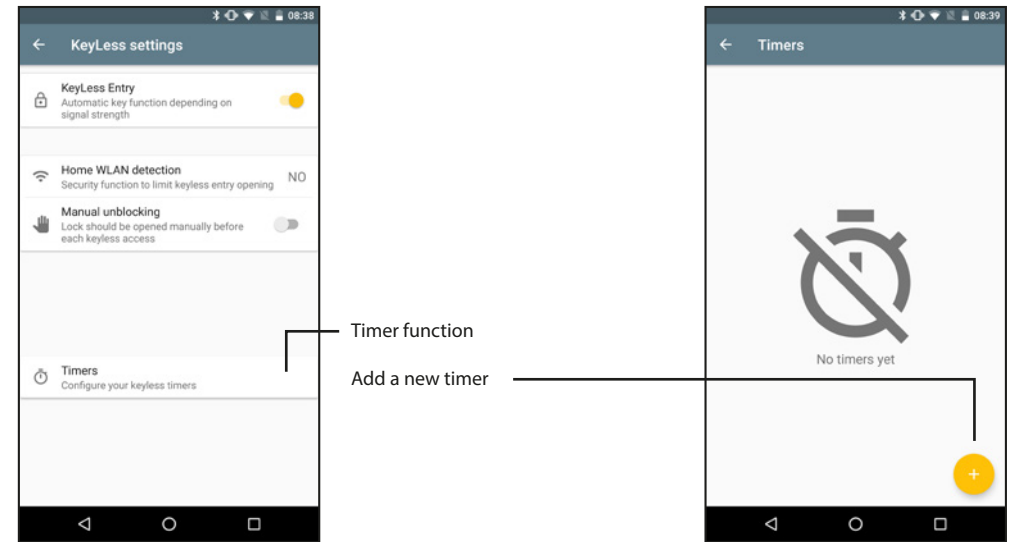 08:38
KeyLess settings
KeyLess Entry
Automatic key function depending on
signal strength
Home WLAN detection
Security function to limit keyless entry opening
NO
Manual unblocking
Lock should be opened manually before
each keyless access
Timers
Configure your keyless timers
Timer function
Add a new timer
08:39
Timers
No timers yet
+